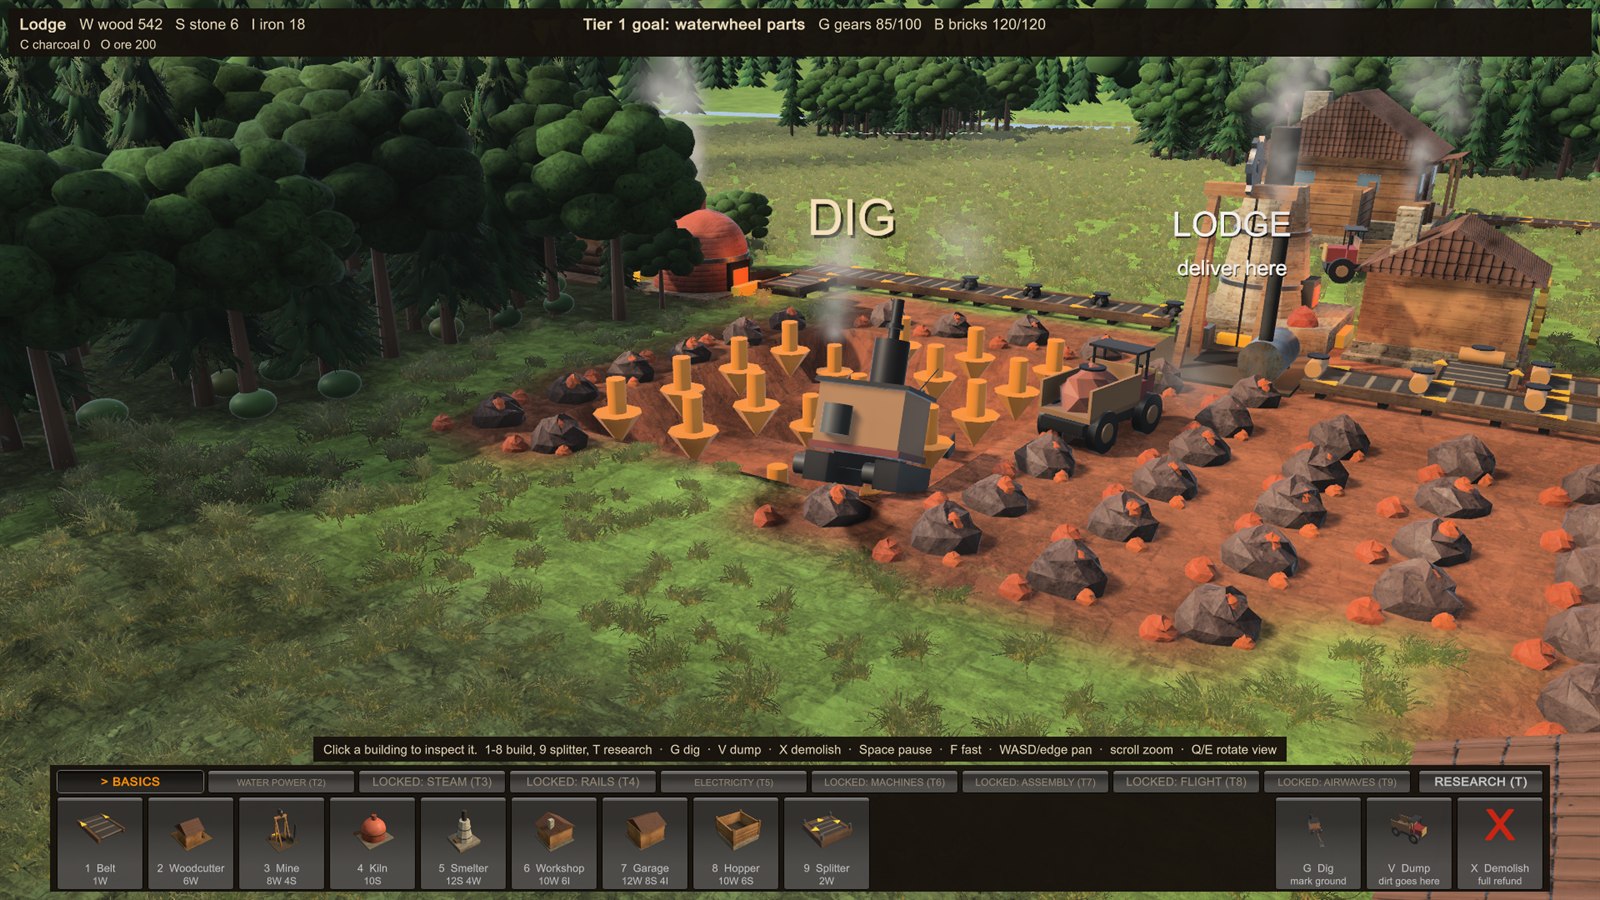 Lodge W wood 542 S stone 6 I iron 18
C charcoal 0 O ore 200
Tier 1 goal: waterwheel parts G gears 85/100 B bricks 120/120
DIG
LODGE
deliver here
Click a building to inspect it. 1-8 build, 9 splitter, T research · G dig · V dump · X demolish · Space pause · F fast · WASD/edge pan · scroll zoom · Q/E rotate view
> BASICS
WATER POWER (T2)
LOCKED: STEAM (T3)
LOCKED: RAILS (T4)
ELECTRICITY (T5)
LOCKED: MACHINES (T6)
LOCKED: ASSEMBLY (T7)
LOCKED: FLIGHT (T8)
LOCKED: AIRWAVES (T9)
RESEARCH (T)
1 Belt
1W
2 Woodcutter
6W
3 Mine
8W 4S
4 Kiln
10S
5 Smelter
12S 4W
6 Workshop
10W 6I
7 Garage
12W 8S 4I
8 Hopper
10W 6S
9 Splitter
2W
G Dig
mark ground
V Dump
dirt goes here
X Demolish
full refund